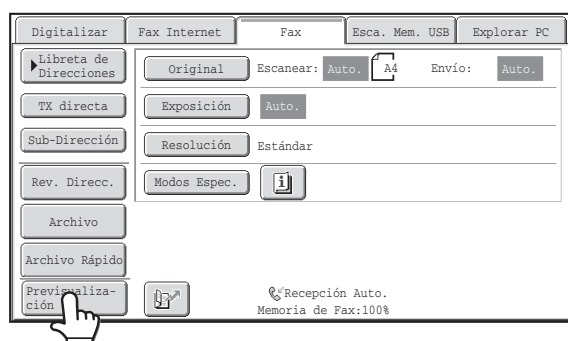 Digitalizar Fax Internet Fax Esca. Mem. USB Explorar PC
Libreta de
Direcciones
Original Escanear: Auto. A4 Envío: Auto.
TX directa
Exposición Auto.
Sub-Dirección
Resolución Estándar
Rev. Direcc.
Modos Espec.
Archivo
Archivo Rápido
Previsualiza-
ción
Recepción Auto.
Memoria de Fax:100%